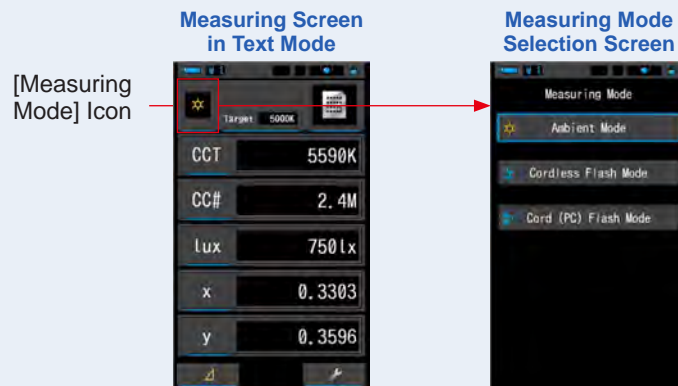 Measuring Screen
in Text Mode
Measuring Mode
Selection Screen
[Measuring
Mode] Icon
Target 5000K
CCT 5590K
CC# 2.4M
lux 750lx
x 0.3303
y 0.3596
Measuring Mode
Ambient Mode
Cordless Flash Mode
Cord (PC) Flash Mode